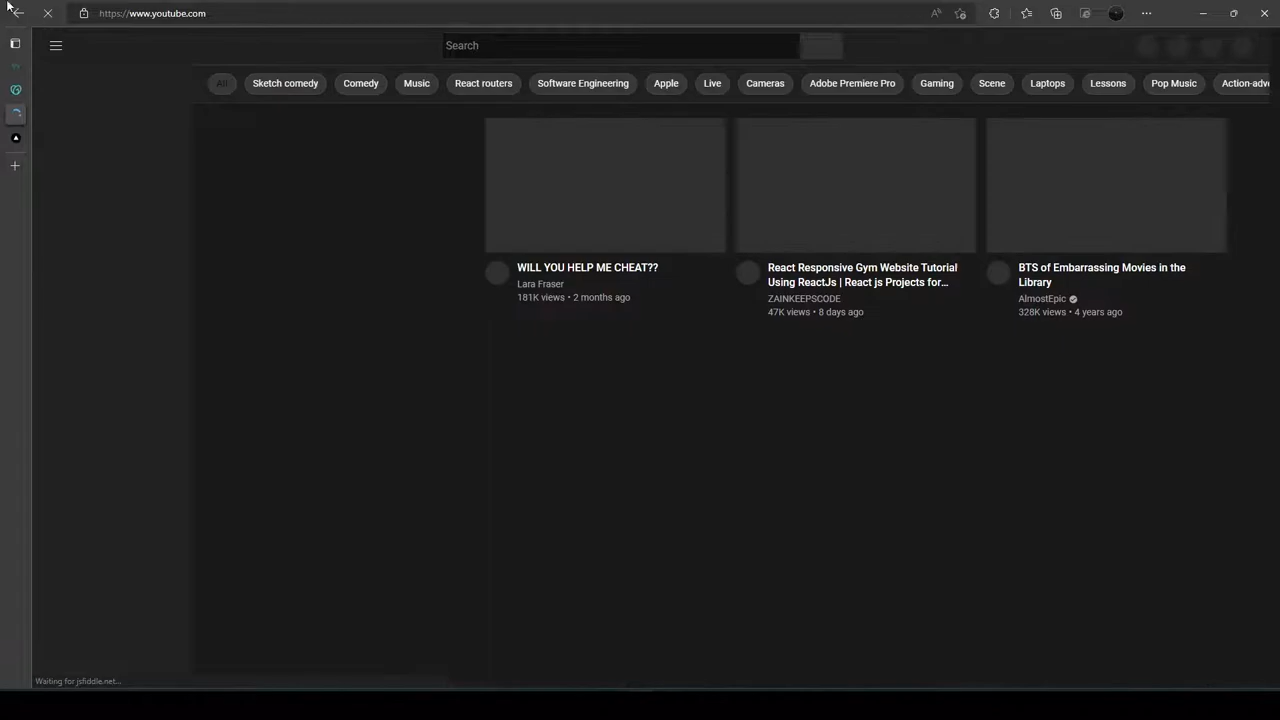 https://www.youtube.com
Search
All
Sketch comedy
Comedy
Music
React routers
Software Engineering
Apple
Live
Cameras
Adobe Premiere Pro
Gaming
Scene
Laptops
Lessons
Pop Music
Action-adve
WILL YOU HELP ME CHEAT??
Lara Fraser
181K views • 2 months ago
React Responsive Gym Website Tutorial
Using ReactJs | React js Projects for...
ZAINKEEPSCODE
47K views • 8 days ago
BTS of Embarrassing Movies in the
Library
AlmostEpic
328K views • 4 years ago
Waiting for jsfiddle.net...